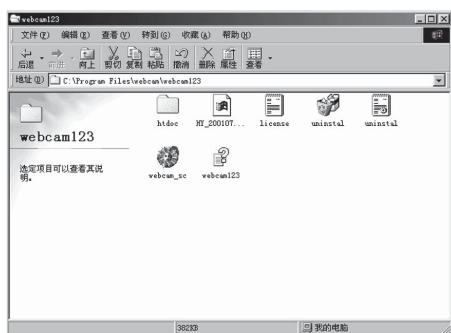 webcam123
文件(F) 编辑(E) 查看(V) 转到(G) 收藏(A) 帮助(H)
后退 前进 向上 剪切 复制 粘贴 撤消 删除 属性 查看
地址(D) C:\Program Files\webcam\webcam123
webcam123
选定项目可以查看其说
明。
htdoc HY_200107... license uninstal uninstal
webcam_sc webcam123
382KB 我的电脑